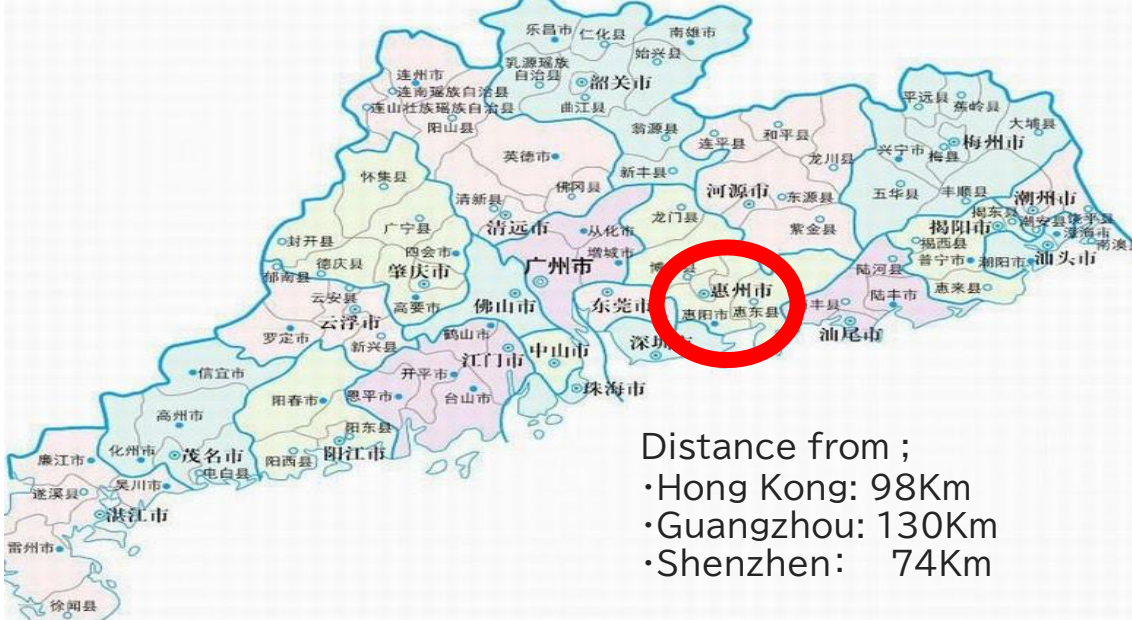 乐昌市
仁化县
南雄市
始兴县
乳源瑶族
自治县
韶关市
曲江县
连州市
连南瑶族自治县
连山壮族瑶族自治县
阳山县
翁源县
连平县
和平县
平远县
蕉岭县
大埔县
兴宁市
梅县
梅州市
英德市
新丰县
龙川县
五华县
丰顺县
怀集县
佛冈县
河源市
东源县
潮州市
清新县
龙门县
紫金县
揭东县
潮安县
饶平县
广宁县
清远市
从化市
揭阳市
澄海市
南澳县
封开县
四会市
增城市
揭西县
德庆县
肇庆市
广州市
普宁市
潮阳市
汕头市
郁南县
陆河县
云安县
高要市
佛山市
东莞市
惠州市
惠来县
陆丰市
云浮市
惠阳市
惠东县
丰县
罗定市
新兴县
鹤山市
汕尾市
江门市
中山市
深圳市
信宜市
开平市
珠海市
阳春市
恩平市
台山市
高州市
阳东县
化州市
茂名市
阳江市
廉江市
电白县
阳西县
遂溪县
吴川市
湛江市
雷州市
徐闻县
Distance from ;
·Hong Kong: 98Km
·Guangzhou: 130Km
·Shenzhen: 74Km